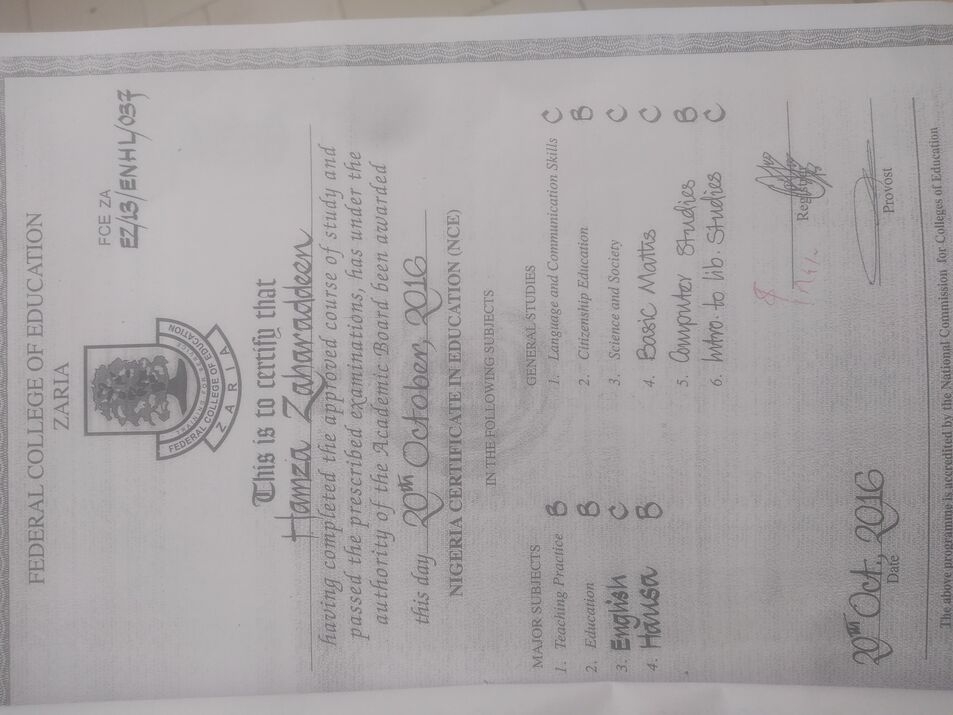 FEDERAL COLLEGE OF EDUCATION
ZARIA
FCE ZA
EZ/13/ENHL/037
TRAINING FOR SERVICE NATION
FEDERAL COLLEGE OF EDUCATION
ZARIA
This is to certify that
Hamza Zaharaddeen
having completed the approved course of study and
passed the prescribed examinations, has under the
authority of the Academic Board been awarded
this day 20th October, 2016
NIGERIA CERTIFICATE IN EDUCATION (NCE)
IN THE FOLLOWING SUBJECTS
MAJOR SUBJECTS
1. Teaching Practice B
2. Education B
3. English C
4. Hausa B
GENERAL STUDIES
1. Language and Communication Skills C
2. Citizenship Education B
3. Science and Society C
4. Basic Maths C
5. Computer Studies B
6. Intro. to lib. Studies C
Registrar
20th Oct., 2016
Date
Provost
The above programme is accredited by the National Commission for Colleges of Education